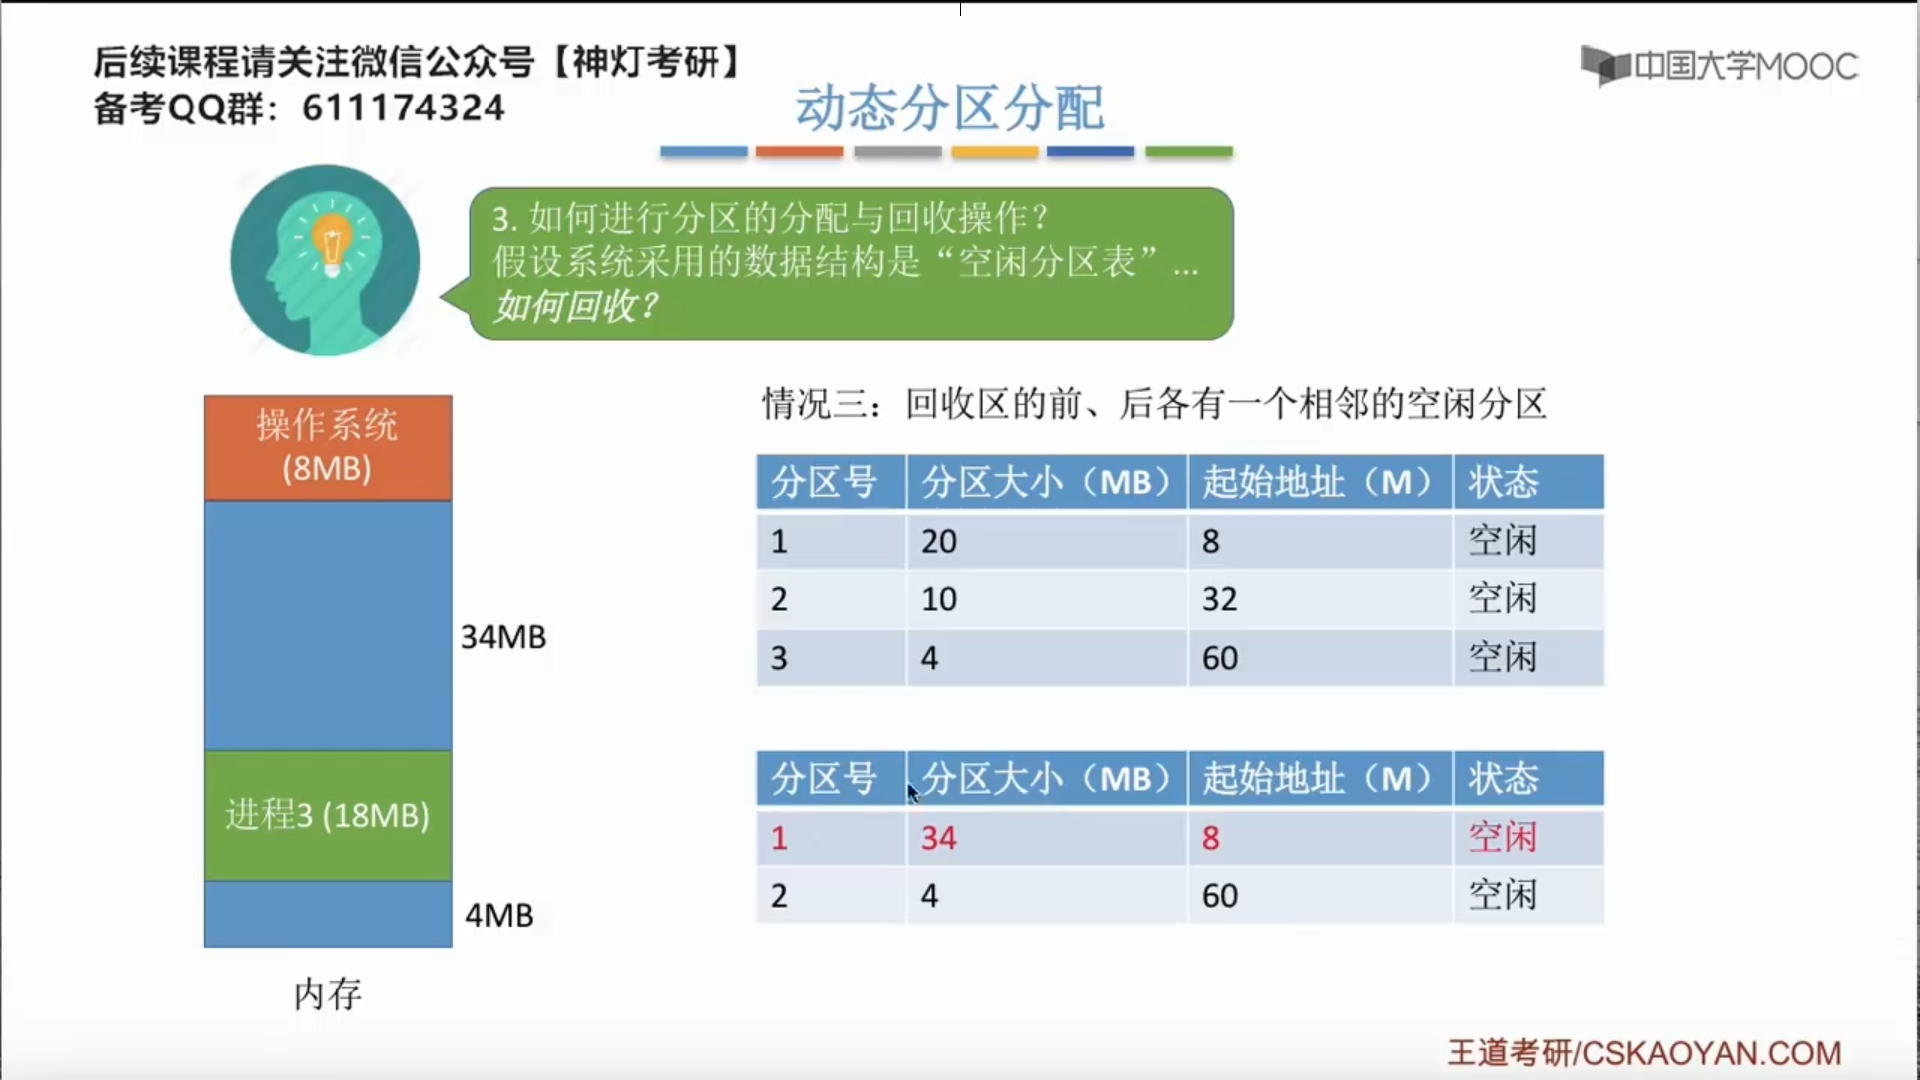 后续课程请关注微信公众号【神灯考研】
备考QQ群：611174324
中国大学MOOC
动态分区分配
3. 如何进行分区的分配与回收操作？
假设系统采用的数据结构是“空闲分区表”...
如何回收？
操作系统
(8MB)
34MB
进程3 (18MB)
4MB
内存
情况三：回收区的前、后各有一个相邻的空闲分区
分区号 分区大小（MB） 起始地址（M） 状态
1 20 8 空闲
2 10 32 空闲
3 4 60 空闲
分区号 分区大小（MB） 起始地址（M） 状态
1 34 8 空闲
2 4 60 空闲
王道考研/CSKAOYAN.COM